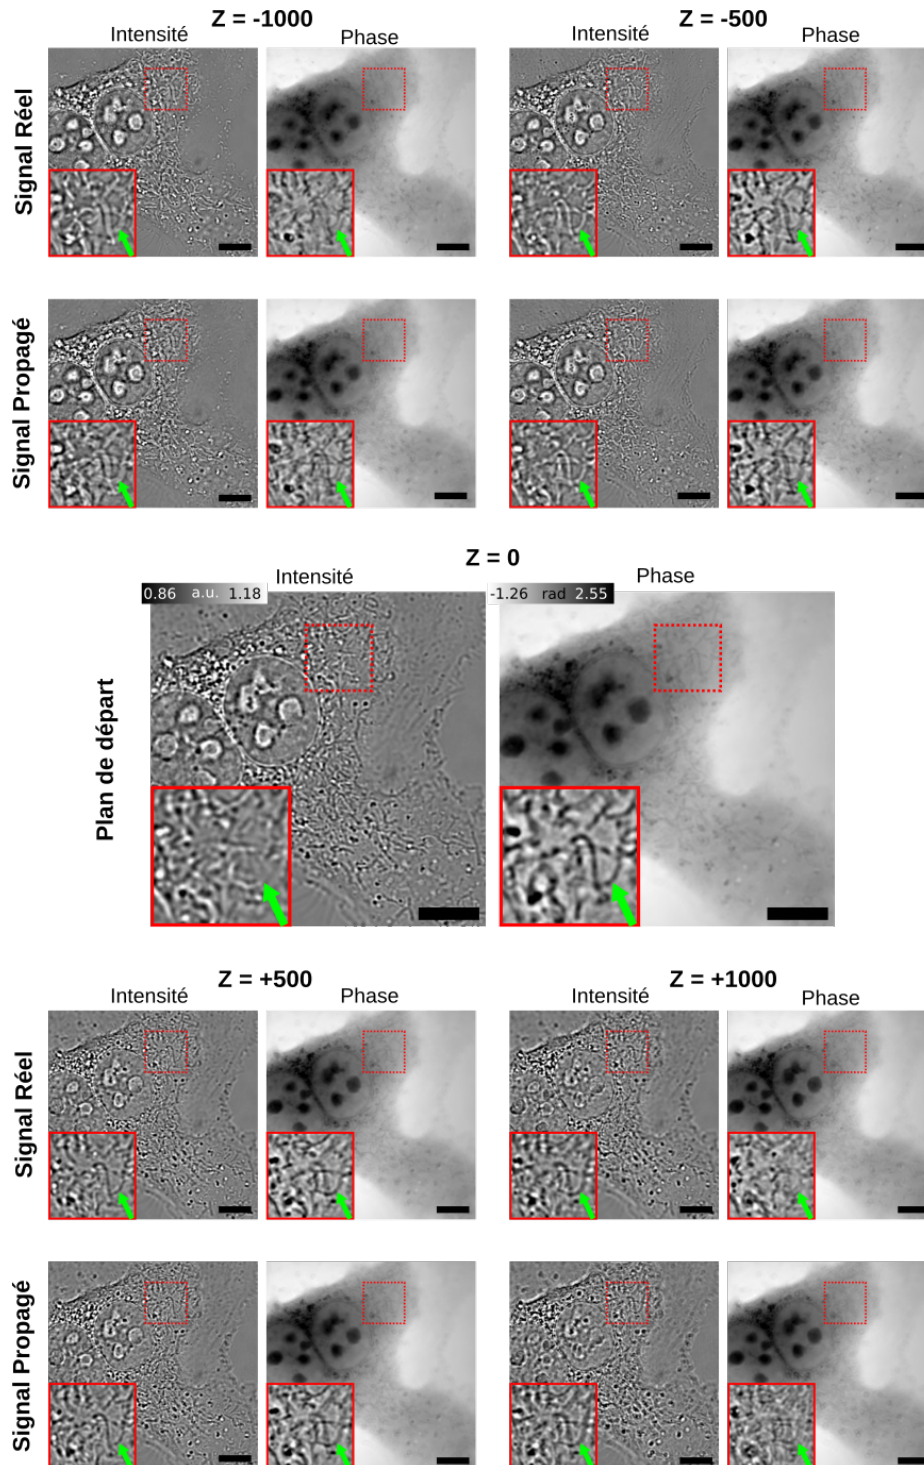 Z = -1000
Z = -500
Intensité
Phase
Intensité
Phase
Signal Réel
Signal Propagé
Z = 0
Intensité
Phase
0.86 a.u. 1.18
-1.26 rad 2.55
Plan de départ
Z = +500
Z = +1000
Intensité
Phase
Intensité
Phase
Signal Réel
Signal Propagé